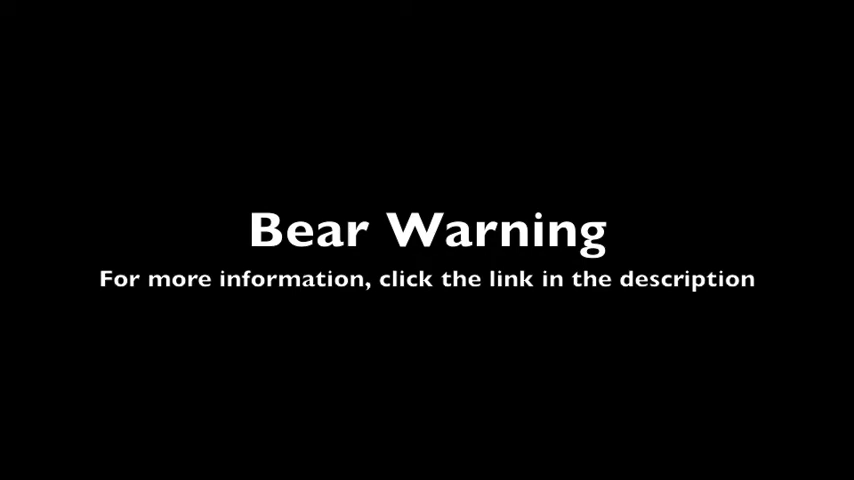 Bear Warning
For more information, click the link in the description